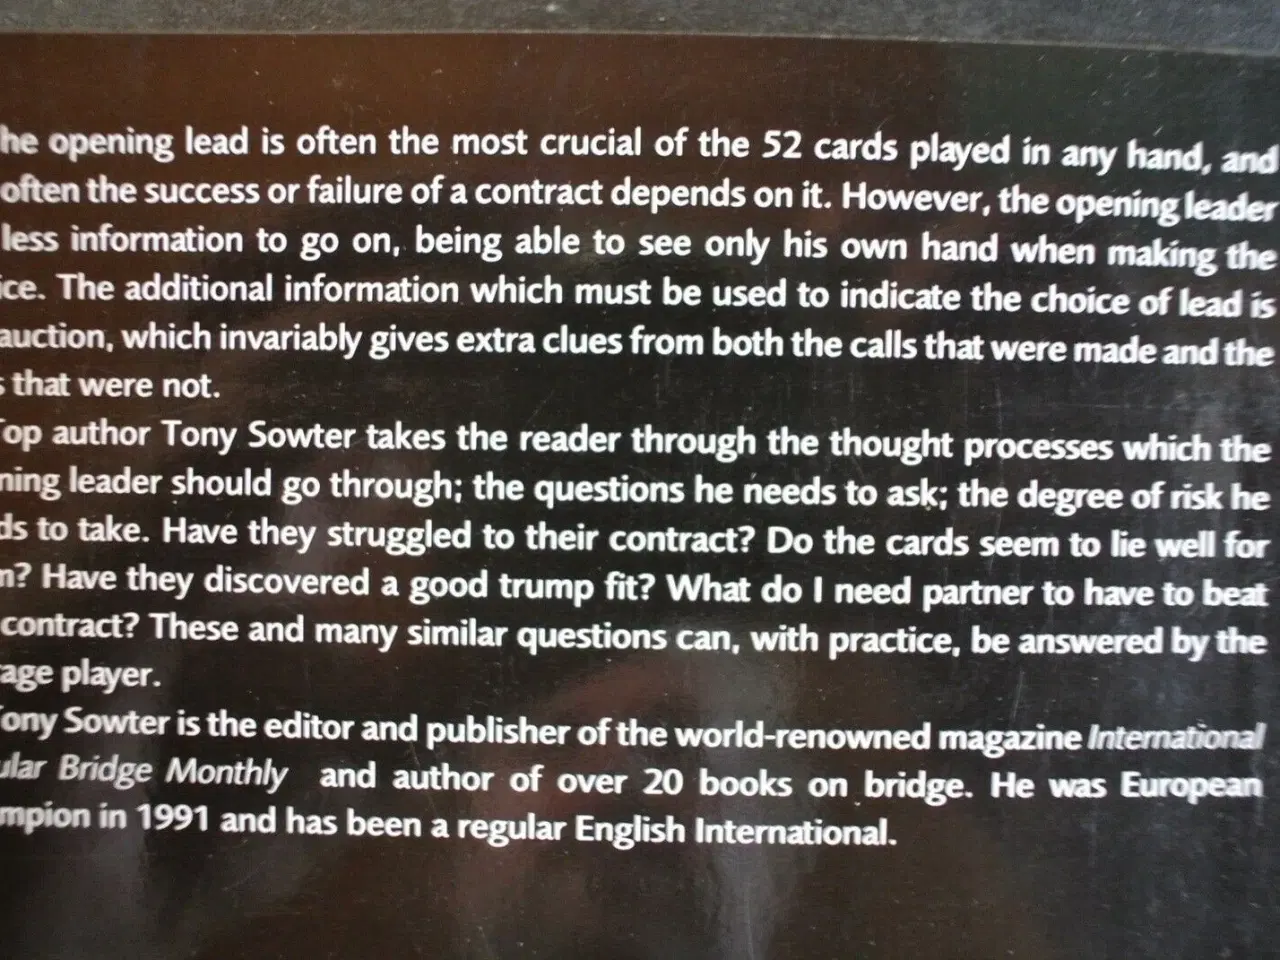 he opening lead is often the most crucial of the 52 cards played in any hand, and
often the success or failure of a contract depends on it. However, the opening leader
less information to go on, being able to see only his own hand when making the
ice. The additional information which must be used to indicate the choice of lead is
auction, which invariably gives extra clues from both the calls that were made and the
s that were not.
Top author Tony Sowter takes the reader through the thought processes which the
ning leader should go through; the questions he needs to ask; the degree of risk he
ds to take. Have they struggled to their contract? Do the cards seem to lie well for
m? Have they discovered a good trump fit? What do I need partner to have to beat
contract? These and many similar questions can, with practice, be answered by the
age player.
Tony Sowter is the editor and publisher of the world-renowned magazine International
ular Bridge Monthly and author of over 20 books on bridge. He was European
mpion in 1991 and has been a regular English International.